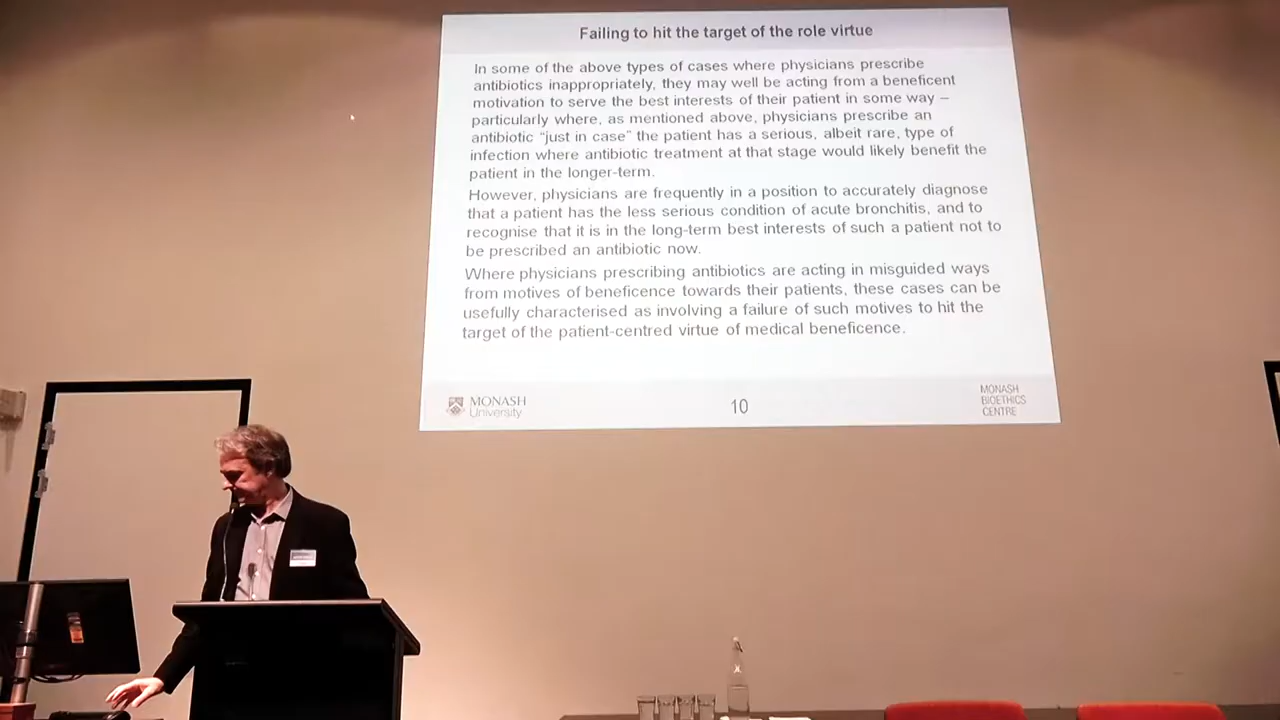 Failing to hit the target of the role virtue
In some of the above types of cases where physicians prescribe
antibiotics inappropriately, they may well be acting from a beneficent
motivation to serve the best interests of their patient in some way –
particularly where, as mentioned above, physicians prescribe an
antibiotic “just in case” the patient has a serious, albeit rare, type of
infection where antibiotic treatment at that stage would likely benefit the
patient in the longer-term.
However, physicians are frequently in a position to accurately diagnose
that a patient has the less serious condition of acute bronchitis, and to
recognise that it is in the long-term best interests of such a patient not to
be prescribed an antibiotic now.
Where physicians prescribing antibiotics are acting in misguided ways
from motives of beneficence towards their patients, these cases can be
usefully characterised as involving a failure of such motives to hit the
target of the patient-centred virtue of medical beneficence.
MONASH
University
10
MONASH
BIOETHICS
CENTRE